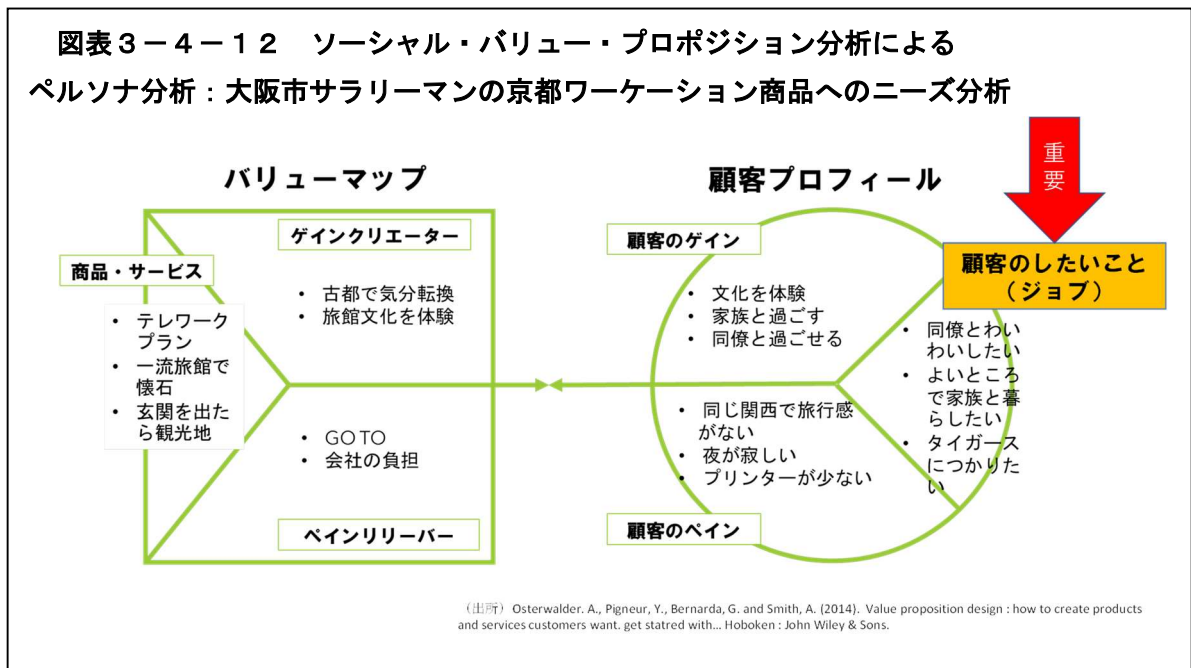 図表３－４－１２　ソーシャル・バリュー・プロポジション分析による
ペルソナ分析：大阪市サラリーマンの京都ワーケーション商品へのニーズ分析
バリューマップ
ゲインクリエーター
商品・サービス
• 古都で気分転換
• 旅館文化を体験
• テレワーク
プラン
• 一流旅館で
懐石
• 玄関を出た
ら観光地
• GO TO
• 会社の負担
ペインリリーバー
顧客プロフィール
重
要
顧客のゲイン
顧客のしたいこと
（ジョブ）
• 文化を体験
• 家族と過ごす
• 同僚と過ごせる
• 同僚とわい
わいしたい
• よいところ
で家族と暮
らしたい
• タイガース
につかりた
い
• 同じ関西で旅行感
がない
• 夜が寂しい
• プリンターが少ない
顧客のペイン
（出所）Osterwalder. A., Pigneur, Y., Bernarda, G. and Smith, A. (2014). Value proposition design : how to create products
and services customers want. get statred with... Hoboken : John Wiley & Sons.